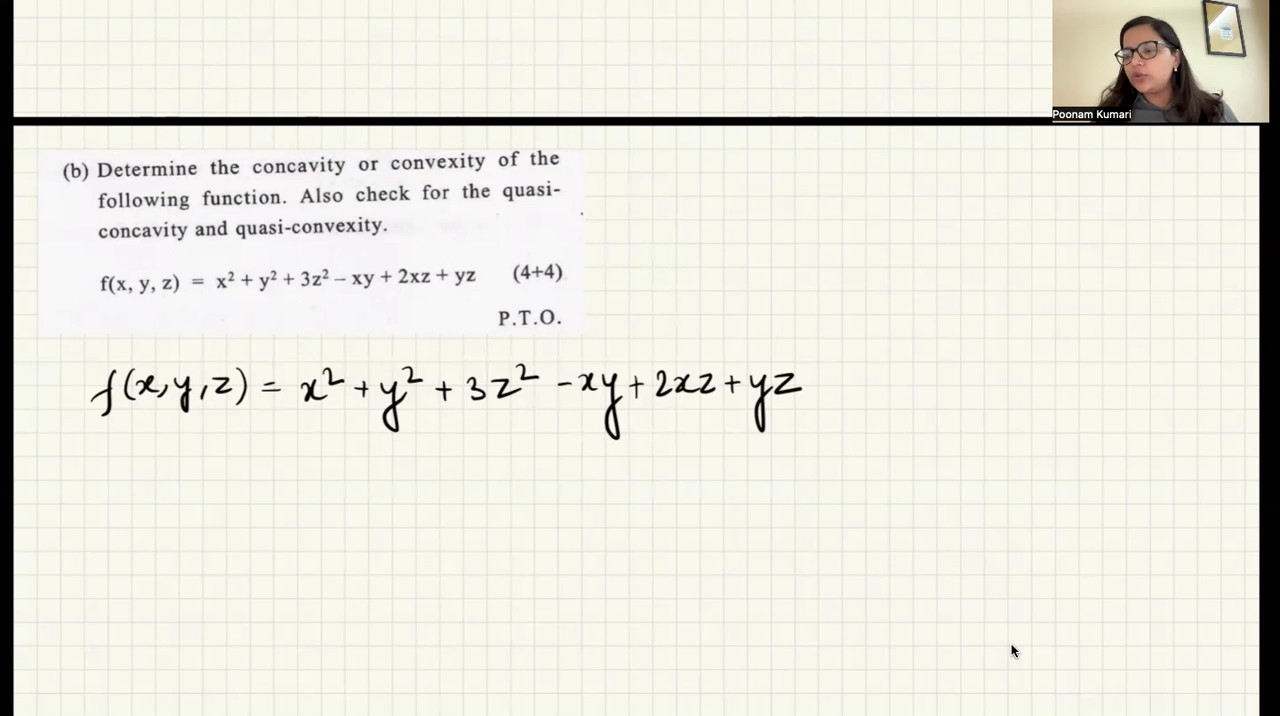 Poonam Kumari
(b) Determine the concavity or convexity of the
following function. Also check for the quasi-
concavity and quasi-convexity.
f(x, y, z) = x² + y² + 3z² – xy + 2xz + yz (4+4)
P.T.O.
f(x,y,z) = x² + y² + 3z² - xy + 2xz + yz